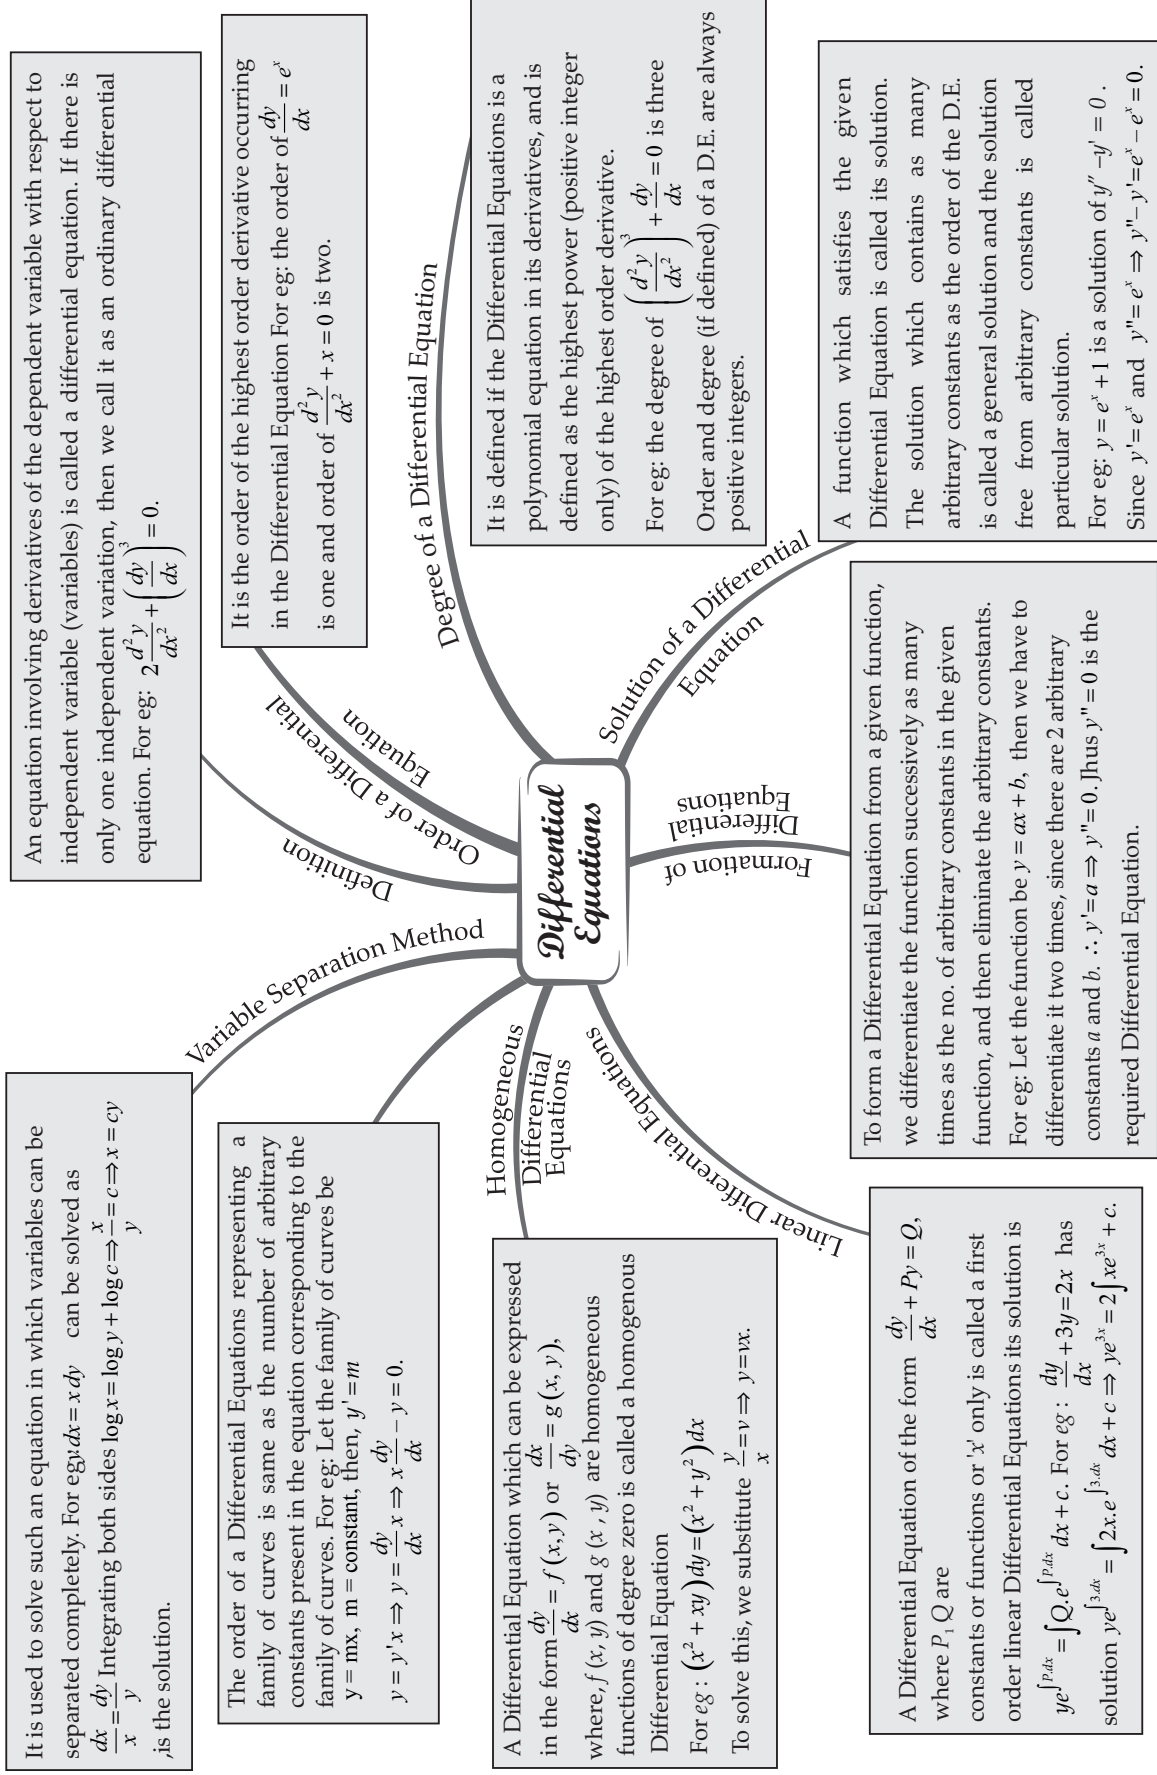 Differential
Equations
Definition
An equation involving derivatives of the dependent variable with respect to
independent variable (variables) is called a differential equation. If there is
only one independent variation, then we call it as an ordinary differential
equation. For eg: 2 d²y/dx² + (dy/dx)³ = 0.
Order of a Differential
Equation
It is the order of the highest order derivative occurring
in the Differential Equation For eg: the order of dy/dx = eˣ
is one and order of d²y/dx² + x = 0 is two.
Degree of a Differential Equation
It is defined if the Differential Equations is a
polynomial equation in its derivatives, and is
defined as the highest power (positive integer
only) of the highest order derivative.
For eg: the degree of (d²y/dx²)³ + dy/dx = 0 is three
Order and degree (if defined) of a D.E. are always
positive integers.
Solution of a Differential
Equation
A function which satisfies the given
Differential Equation is called its solution.
The solution which contains as many
arbitrary constants as the order of the D.E.
is called a general solution and the solution
free from arbitrary constants is called
particular solution.
For eg: y = eˣ + 1 is a solution of y'' – y' = 0 .
Since y' = eˣ and y'' = eˣ ⇒ y'' – y' = eˣ – eˣ = 0.
Formation of
Differential
Equations
To form a Differential Equation from a given function,
we differentiate the function successively as many
times as the no. of arbitrary constants in the given
function, and then eliminate the arbitrary constants.
For eg: Let the function be y = ax + b, then we have to
differentiate it two times, since there are 2 arbitrary
constants a and b. ∴ y' = a ⇒ y'' = 0. Thus y'' = 0 is the
required Differential Equation.
Linear Differential Equations
A Differential Equation of the form dy/dx + Py = Q,
where P₁ Q are
constants or functions or 'x' only is called a first
order linear Differential Equations its solution is
ye^∫P.dx = ∫Q.e^∫P.dx dx + c. For eg : dy/dx + 3y = 2x has
solution ye^∫3.dx = ∫2x.e^∫3.dx dx + c ⇒ ye³ˣ = 2∫xe³ˣ + c.
Homogeneous
Differential
Equations
A Differential Equation which can be expressed
in the form dy/dx = f (x,y) or dx/dy = g (x, y),
where, f (x, y) and g (x , y) are homogeneous
functions of degree zero is called a homogenous
Differential Equation
For eg : (x² + xy)dy = (x² + y²)dx
To solve this, we substitute y/x = v ⇒ y = vx.
The order of a Differential Equations representing a
family of curves is same as the number of arbitrary
constants present in the equation corresponding to the
family of curves. For eg: Let the family of curves be
y = mx, m = constant, then, y' = m
y = y'x ⇒ y = dy/dx x ⇒ x dy/dx – y = 0.
Variable Separation Method
It is used to solve such an equation in which variables can be
separated completely. For eg: ydx = x dy can be solved as
dx/x = dy/y Integrating both sides log x = log y + log c ⇒ x/y = c ⇒ x = cy
,is the solution.